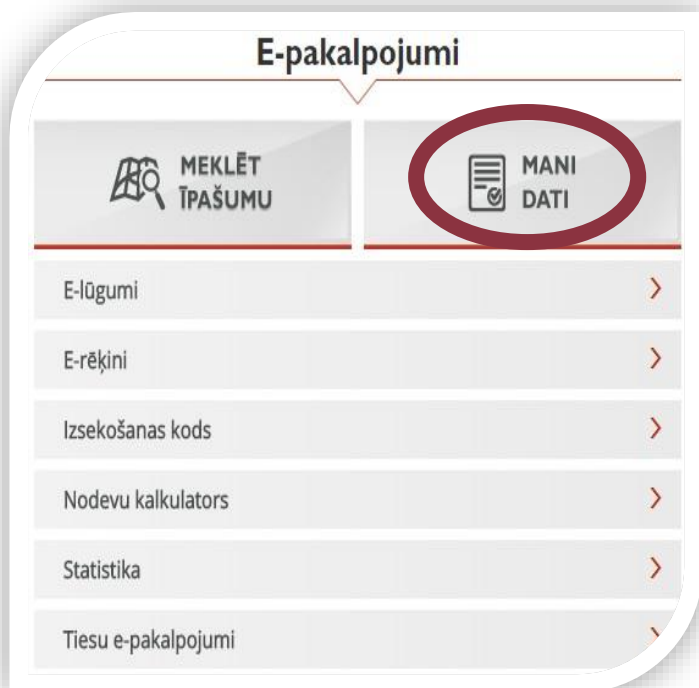 E-pakalpojumi
MEKLĒT
ĪPAŠUMU
MANI
DATI
E-lūgumi
E-rēķini
Izsekošanas kods
Nodevu kalkulators
Statistika
Tiesu e-pakalpojumi